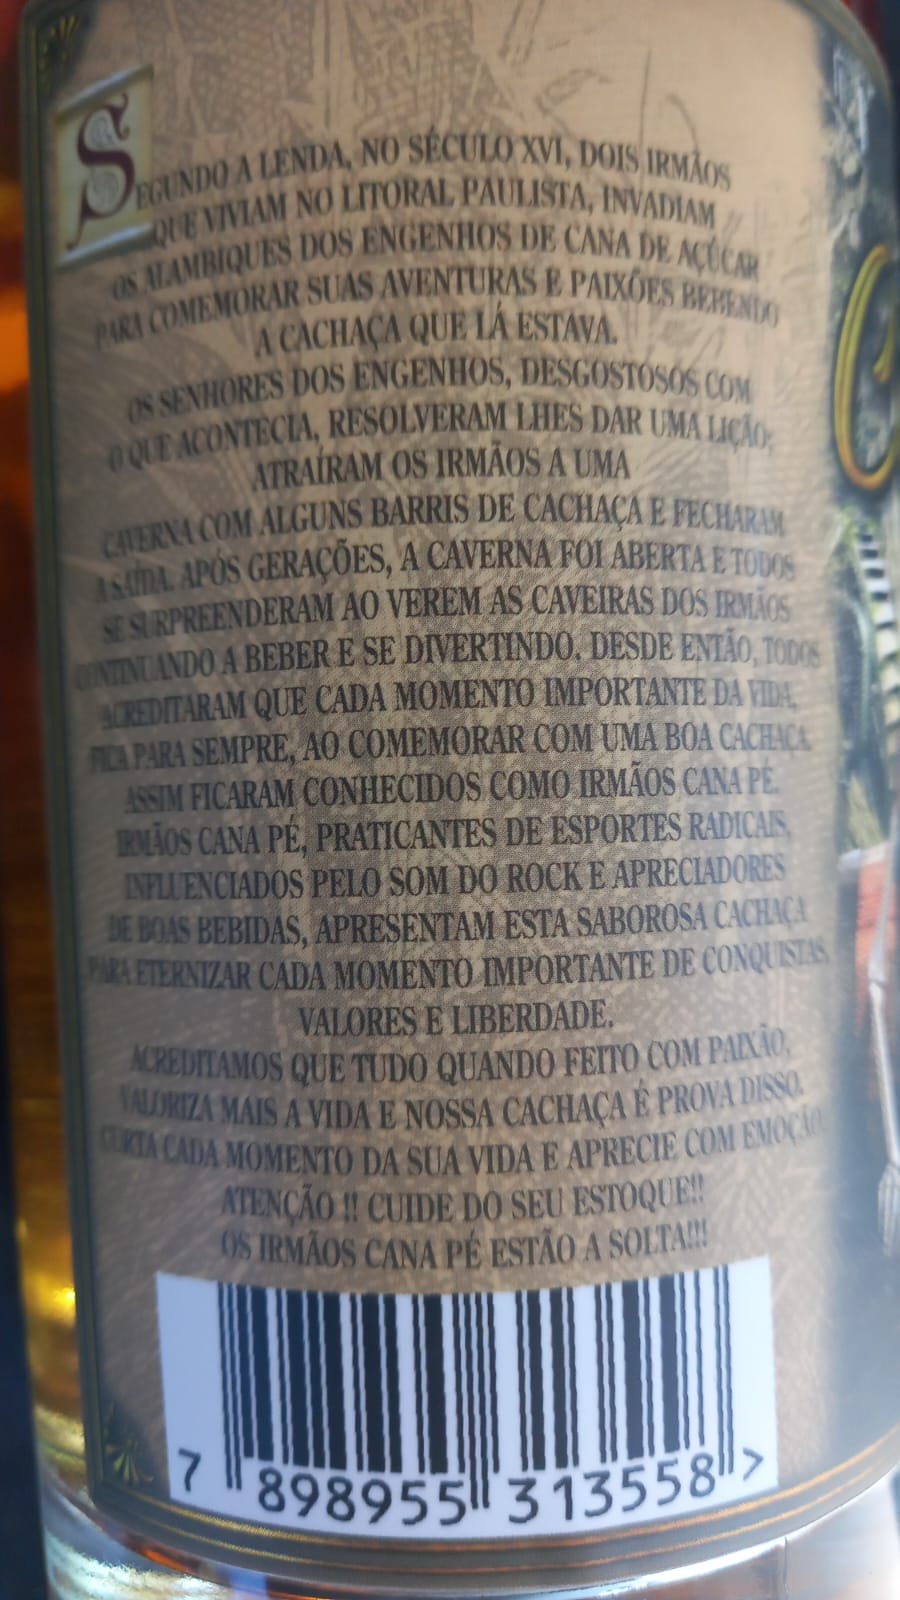 SEGUNDO A LENDA, NO SÉCULO XVI, DOIS IRMÃOS
QUE VIVIAM NO LITORAL PAULISTA, INVADIAM
OS ALAMBIQUES DOS ENGENHOS DE CANA DE AÇÚCAR
PARA COMEMORAR SUAS AVENTURAS E PAIXÕES BEBENDO
A CACHAÇA QUE LÁ ESTAVA.
OS SENHORES DOS ENGENHOS, DESGOSTOSOS COM
O QUE ACONTECIA, RESOLVERAM LHES DAR UMA LIÇÃO;
ATRAÍRAM OS IRMÃOS A UMA
CAVERNA COM ALGUNS BARRIS DE CACHAÇA E FECHARAM
A SAÍDA. APÓS GERAÇÕES, A CAVERNA FOI ABERTA E TODOS
SE SURPREENDERAM AO VEREM AS CAVEIRAS DOS IRMÃOS
CONTINUANDO A BEBER E SE DIVERTINDO. DESDE ENTÃO, TODOS
ACREDITARAM QUE CADA MOMENTO IMPORTANTE DA VIDA,
FICA PARA SEMPRE, AO COMEMORAR COM UMA BOA CACHAÇA.
ASSIM FICARAM CONHECIDOS COMO IRMÃOS CANA PÉ.
IRMÃOS CANA PÉ, PRATICANTES DE ESPORTES RADICAIS,
INFLUENCIADOS PELO SOM DO ROCK E APRECIADORES
DE BOAS BEBIDAS, APRESENTAM ESTA SABOROSA CACHAÇA
PARA ETERNIZAR CADA MOMENTO IMPORTANTE DE CONQUISTAS,
VALORES E LIBERDADE.
ACREDITAMOS QUE TUDO QUANDO FEITO COM PAIXÃO,
VALORIZA MAIS A VIDA E NOSSA CACHAÇA É PROVA DISSO.
CURTA CADA MOMENTO DA SUA VIDA E APRECIE COM EMOÇÃO!
ATENÇÃO !! CUIDE DO SEU ESTOQUE!!
OS IRMÃOS CANA PÉ ESTÃO A SOLTA!!!
7 898955 313558 >